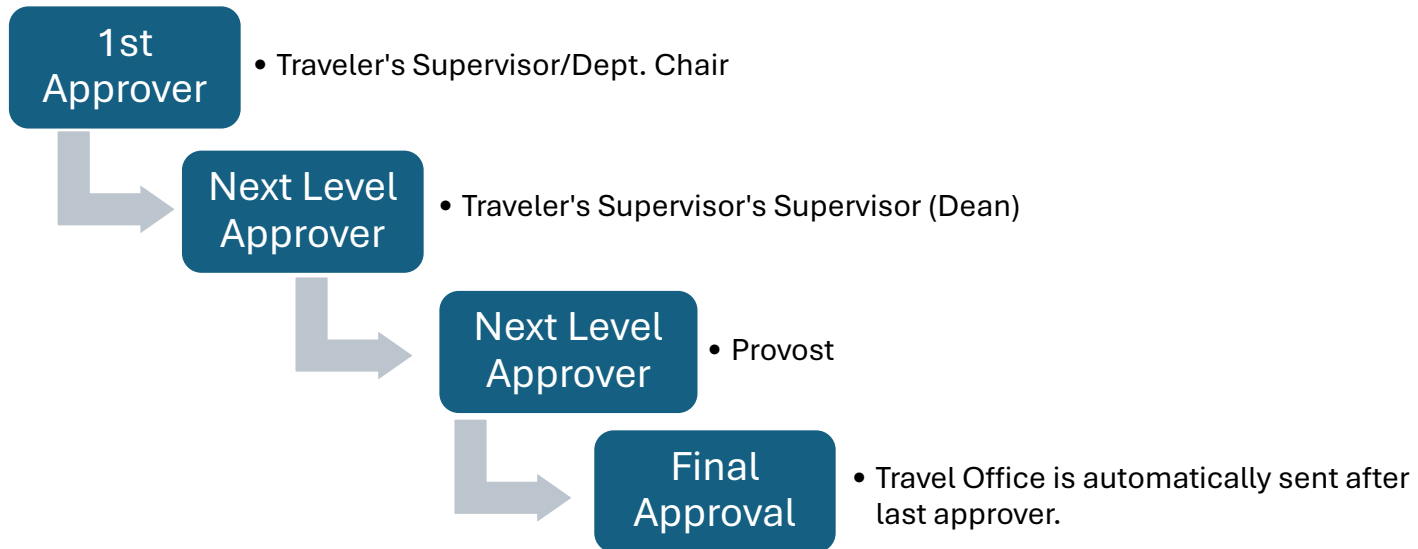 1st
Approver
• Traveler's Supervisor/Dept. Chair
Next Level
Approver
• Traveler's Supervisor's Supervisor (Dean)
Next Level
Approver
• Provost
Final
Approval
• Travel Office is automatically sent after
last approver.